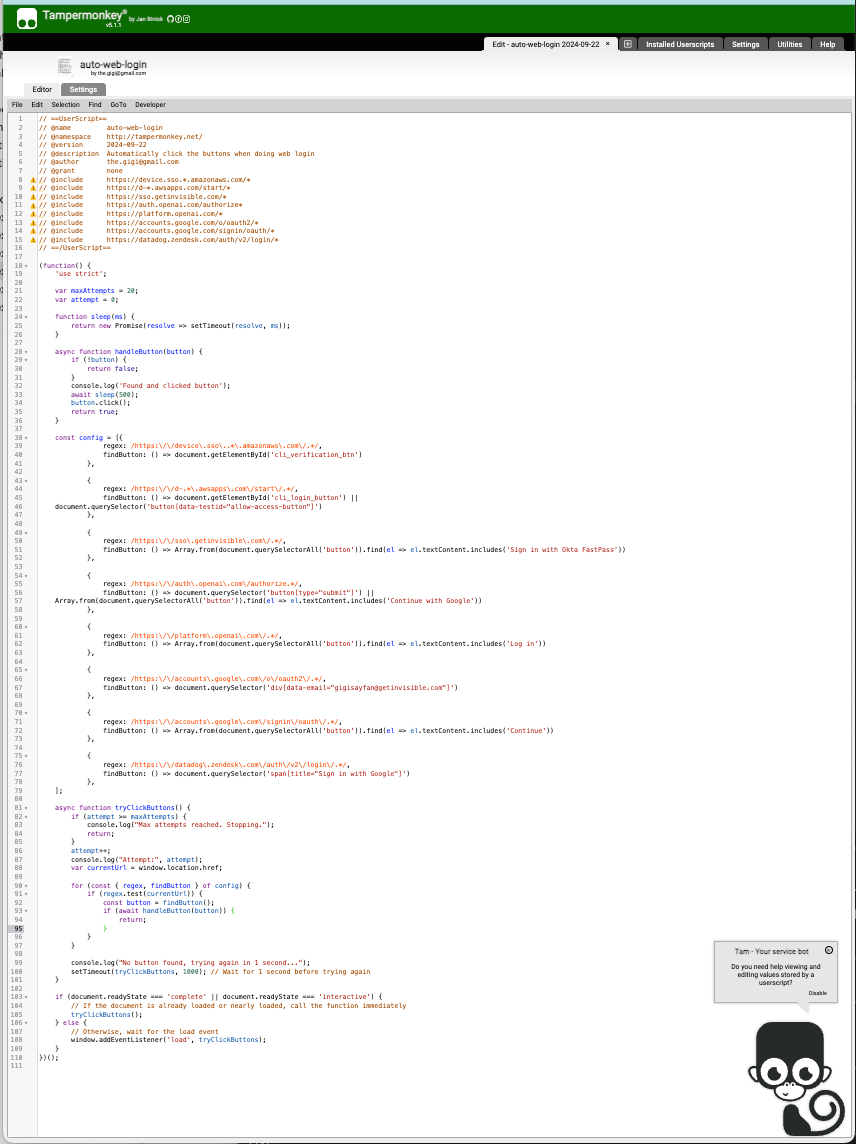 Tampermonkey®
by Jan Biniok
v5.1.1
Edit - auto-web-login 2024-09-22 ×
Installed Userscripts
Settings
Utilities
Help
auto-web-login
by the.gigi@gmail.com
Editor
Settings
File Edit Selection Find GoTo Developer
1 // ==UserScript==
2 // @name auto-web-login
3 // @namespace http://tampermonkey.net/
4 // @version 2024-09-22
5 // @description Automatically click the buttons when doing web login
6 // @author the.gigi@gmail.com
7 // @grant none
8 // @include https://device.sso.*.amazonaws.com/*
9 // @include https://d-*.awsapps.com/start/*
10 // @include https://sso.getinvisible.com/*
11 // @include https://auth.openai.com/authorize*
12 // @include https://platform.openai.com/*
13 // @include https://accounts.google.com/o/oauth2/*
14 // @include https://accounts.google.com/signin/oauth/*
15 // @include https://datadog.zendesk.com/auth/v2/login/*
16 // ==/UserScript==
17
18 (function() {
19 'use strict';
20
21 var maxAttempts = 20;
22 var attempt = 0;
23
24 function sleep(ms) {
25 return new Promise(resolve => setTimeout(resolve, ms));
26 }
27
28 async function handleButton(button) {
29 if (!button) {
30 return false;
31 }
32 console.log('Found and clicked button');
33 await sleep(500);
34 button.click();
35 return true;
36 }
37
38 const config = [{
39 regex: /https:\/\/device\.sso\..*\.amazonaws\.com\/.*/,
40 findButton: () => document.getElementById('cli_verification_btn')
41 },
42
43 {
44 regex: /https:\/\/d-.*\.awsapps\.com\/start\/.*/,
45 findButton: () => document.getElementById('cli_login_button') ||
46 document.querySelector('button[data-testid="allow-access-button"]')
47 },
48
49 {
50 regex: /https:\/\/sso\.getinvisible\.com\/.*/,
51 findButton: () => Array.from(document.querySelectorAll('button')).find(el => el.textContent.includes('Sign in with Okta FastPass'))
52 },
53
54 {
55 regex: /https:\/\/auth\.openai\.com\/authorize.*/,
56 findButton: () => document.querySelector('button[type="submit"]') ||
57 Array.from(document.querySelectorAll('button')).find(el => el.textContent.includes('Continue with Google'))
58 },
59
60 {
61 regex: /https:\/\/platform\.openai\.com\/.*/,
62 findButton: () => Array.from(document.querySelectorAll('button')).find(el => el.textContent.includes('Log in'))
63 },
64
65 {
66 regex: /https:\/\/accounts\.google\.com\/o\/oauth2\/.*/,
67 findButton: () => document.querySelector('div[data-email="gigisayfan@getinvisible.com"]')
68 },
69
70 {
71 regex: /https:\/\/accounts\.google\.com\/signin\/oauth\/.*/,
72 findButton: () => Array.from(document.querySelectorAll('button')).find(el => el.textContent.includes('Continue'))
73 },
74
75 {
76 regex: /https:\/\/datadog\.zendesk\.com\/auth\/v2\/login\/.*/,
77 findButton: () => document.querySelector('span[title="Sign in with Google"]')
78 },
79 ];
80
81 async function tryClickButtons() {
82 if (attempt >= maxAttempts) {
83 console.log("Max attempts reached. Stopping.");
84 return;
85 }
86 attempt++;
87 console.log("Attempt:", attempt);
88 var currentUrl = window.location.href;
89
90 for (const { regex, findButton } of config) {
91 if (regex.test(currentUrl)) {
92 const button = findButton();
93 if (await handleButton(button)) {
94 return;
95 }
96 }
97 }
98
99 console.log("No button found, trying again in 1 second...");
100 setTimeout(tryClickButtons, 1000); // Wait for 1 second before trying again
101 }
102
103 if (document.readyState === 'complete' || document.readyState === 'interactive') {
104 // If the document is already loaded or nearly loaded, call the function immediately
105 tryClickButtons();
106 } else {
107 // Otherwise, wait for the load event
108 window.addEventListener('load', tryClickButtons);
109 }
110 })();
111
Tam - Your service bot
Do you need help viewing and
editing values stored by a
userscript?
Disable